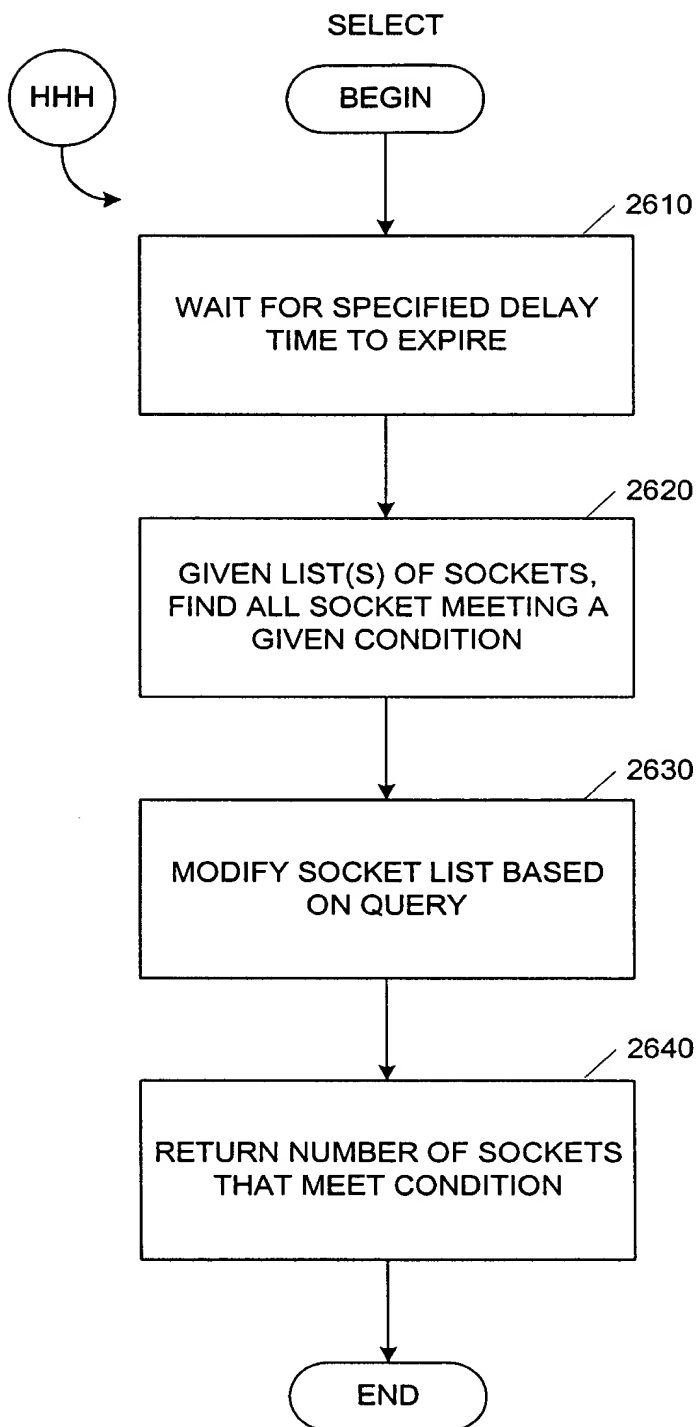 SELECT
HHH
BEGIN
2610
WAIT FOR SPECIFIED DELAY
TIME TO EXPIRE
2620
GIVEN LIST(S) OF SOCKETS,
FIND ALL SOCKET MEETING A
GIVEN CONDITION
2630
MODIFY SOCKET LIST BASED
ON QUERY
2640
RETURN NUMBER OF SOCKETS
THAT MEET CONDITION
END